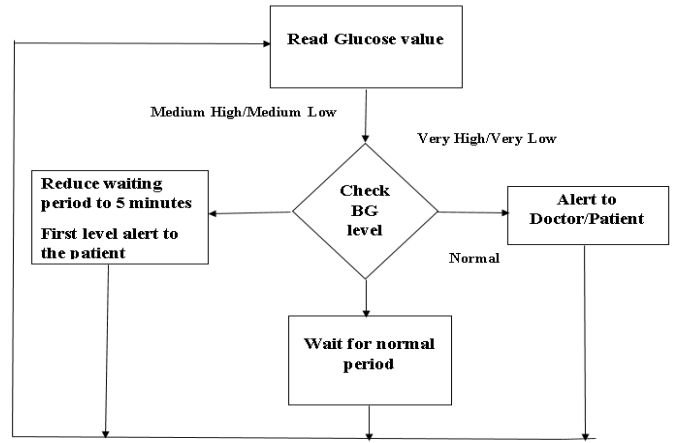 Read Glucose value
Medium High/Medium Low
Very High/Very Low
Reduce waiting
period to 5 minutes
First level alert to
the patient
Check
BG
level
Alert to
Doctor/Patient
Normal
Wait for normal
period